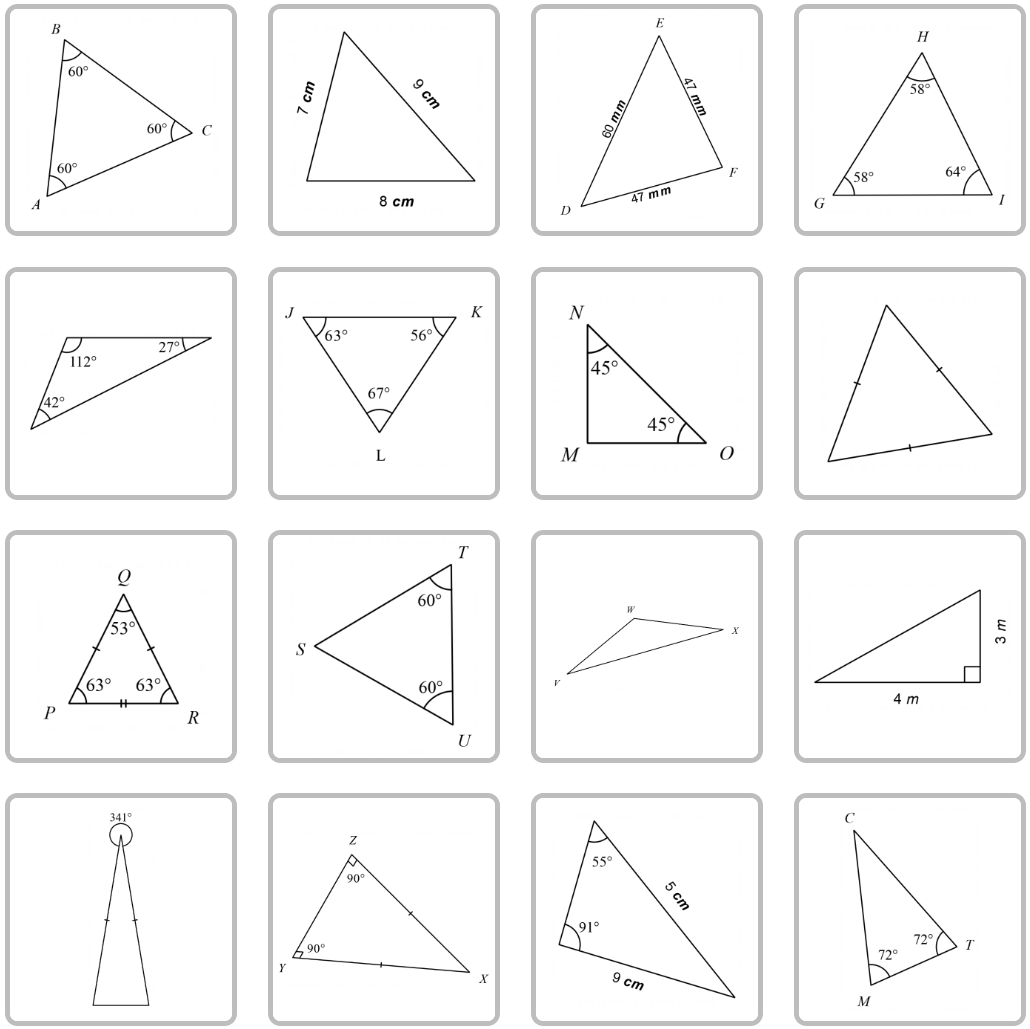 B
60°
60°
C
60°
A
7 cm
9 cm
8 cm
E
60 mm
47 mm
F
47 mm
D
H
58°
58°
64°
G
I
112°
27°
42°
J
K
63°
56°
67°
L
N
45°
45°
M
O
Q
53°
63°
63°
P
R
T
60°
S
60°
U
W
X
V
3 m
4 m
341°
Z
90°
90°
Y
X
55°
5 cm
91°
9 cm
C
72°
T
72°
M